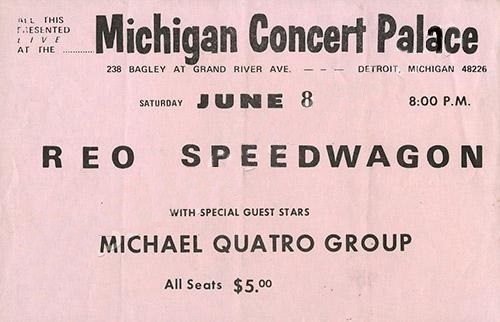 ALL THIS
PRESENTED
LIVE
AT THE ............ Michigan Concert Palace
238 BAGLEY AT GRAND RIVER AVE. — — — DETROIT, MICHIGAN 48226
SATURDAY JUNE 8 8:00 P.M.
REO SPEEDWAGON
WITH SPECIAL GUEST STARS
MICHAEL QUATRO GROUP
All Seats $5.00